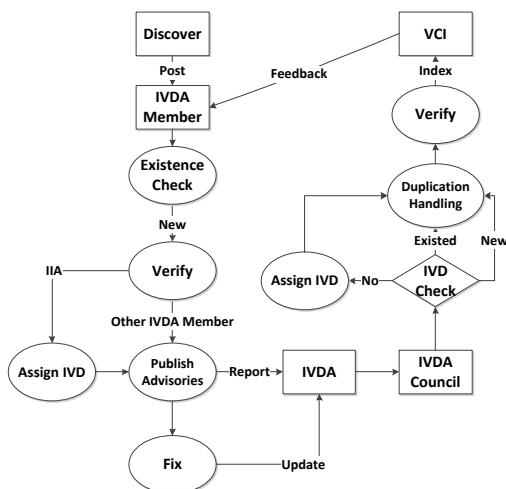 Discover
VCI
Post
Feedback
Index
IVDA
Member
Verify
Existence
Check
Duplication
Handling
New
Existed
New
IIA
Verify
Assign IVD
No
IVD
Check
Other IVDA Member
Assign IVD
Publish
Advisories
Report
IVDA
IVDA
Council
Fix
Update